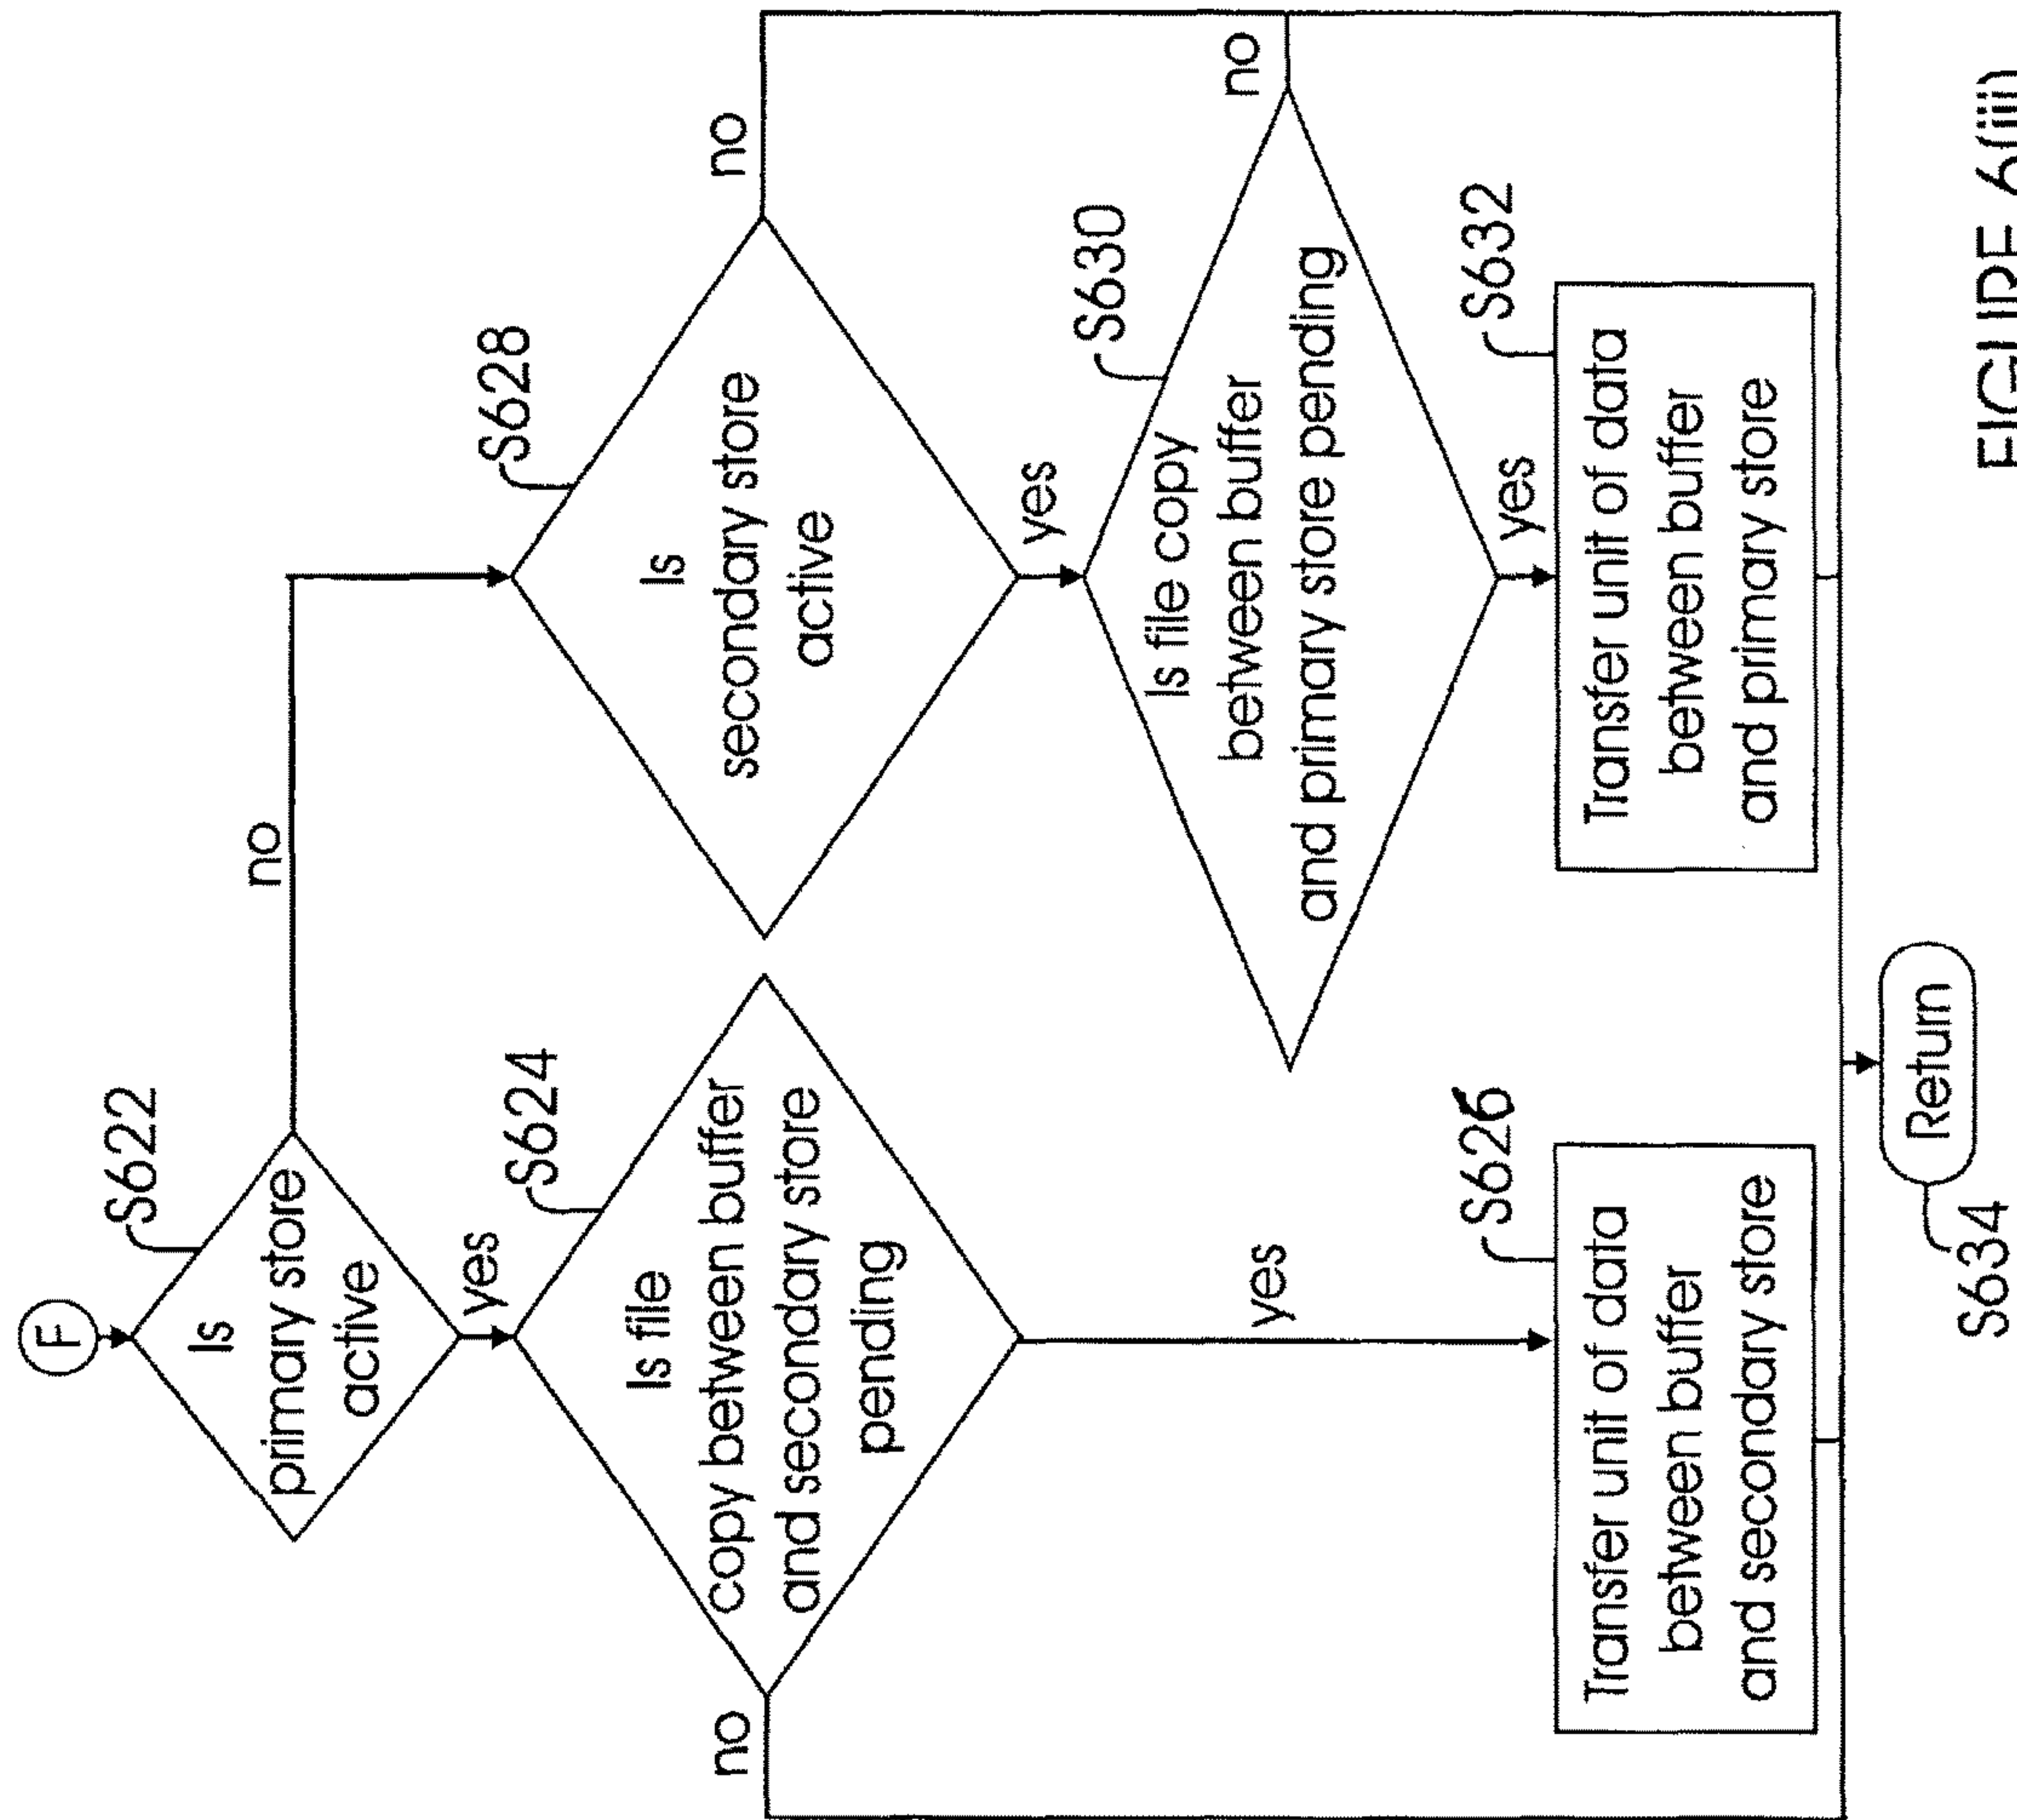 F
S622
Is
primary store
active
no
yes
S624
Is file
copy between buffer
and secondary store
pending
no
yes
S628
Is
secondary store
active
no
yes
S630
Is file copy
between buffer
and primary store pending
no
yes
S626
Transfer unit of data
between buffer
and secondary store
S632
Transfer unit of data
between buffer
and primary store
Return
S634